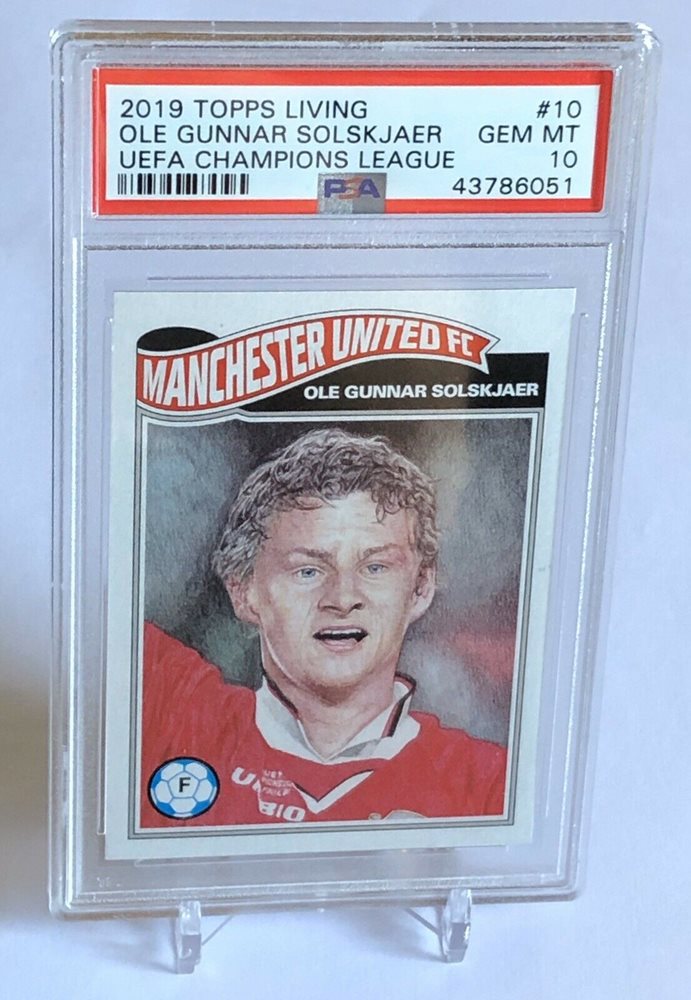 2019 TOPPS LIVING #10
OLE GUNNAR SOLSKJAER GEM MT
UEFA CHAMPIONS LEAGUE 10
PSA 43786051
MANCHESTER UNITED FC
OLE GUNNAR SOLSKJAER
F
U
BIO